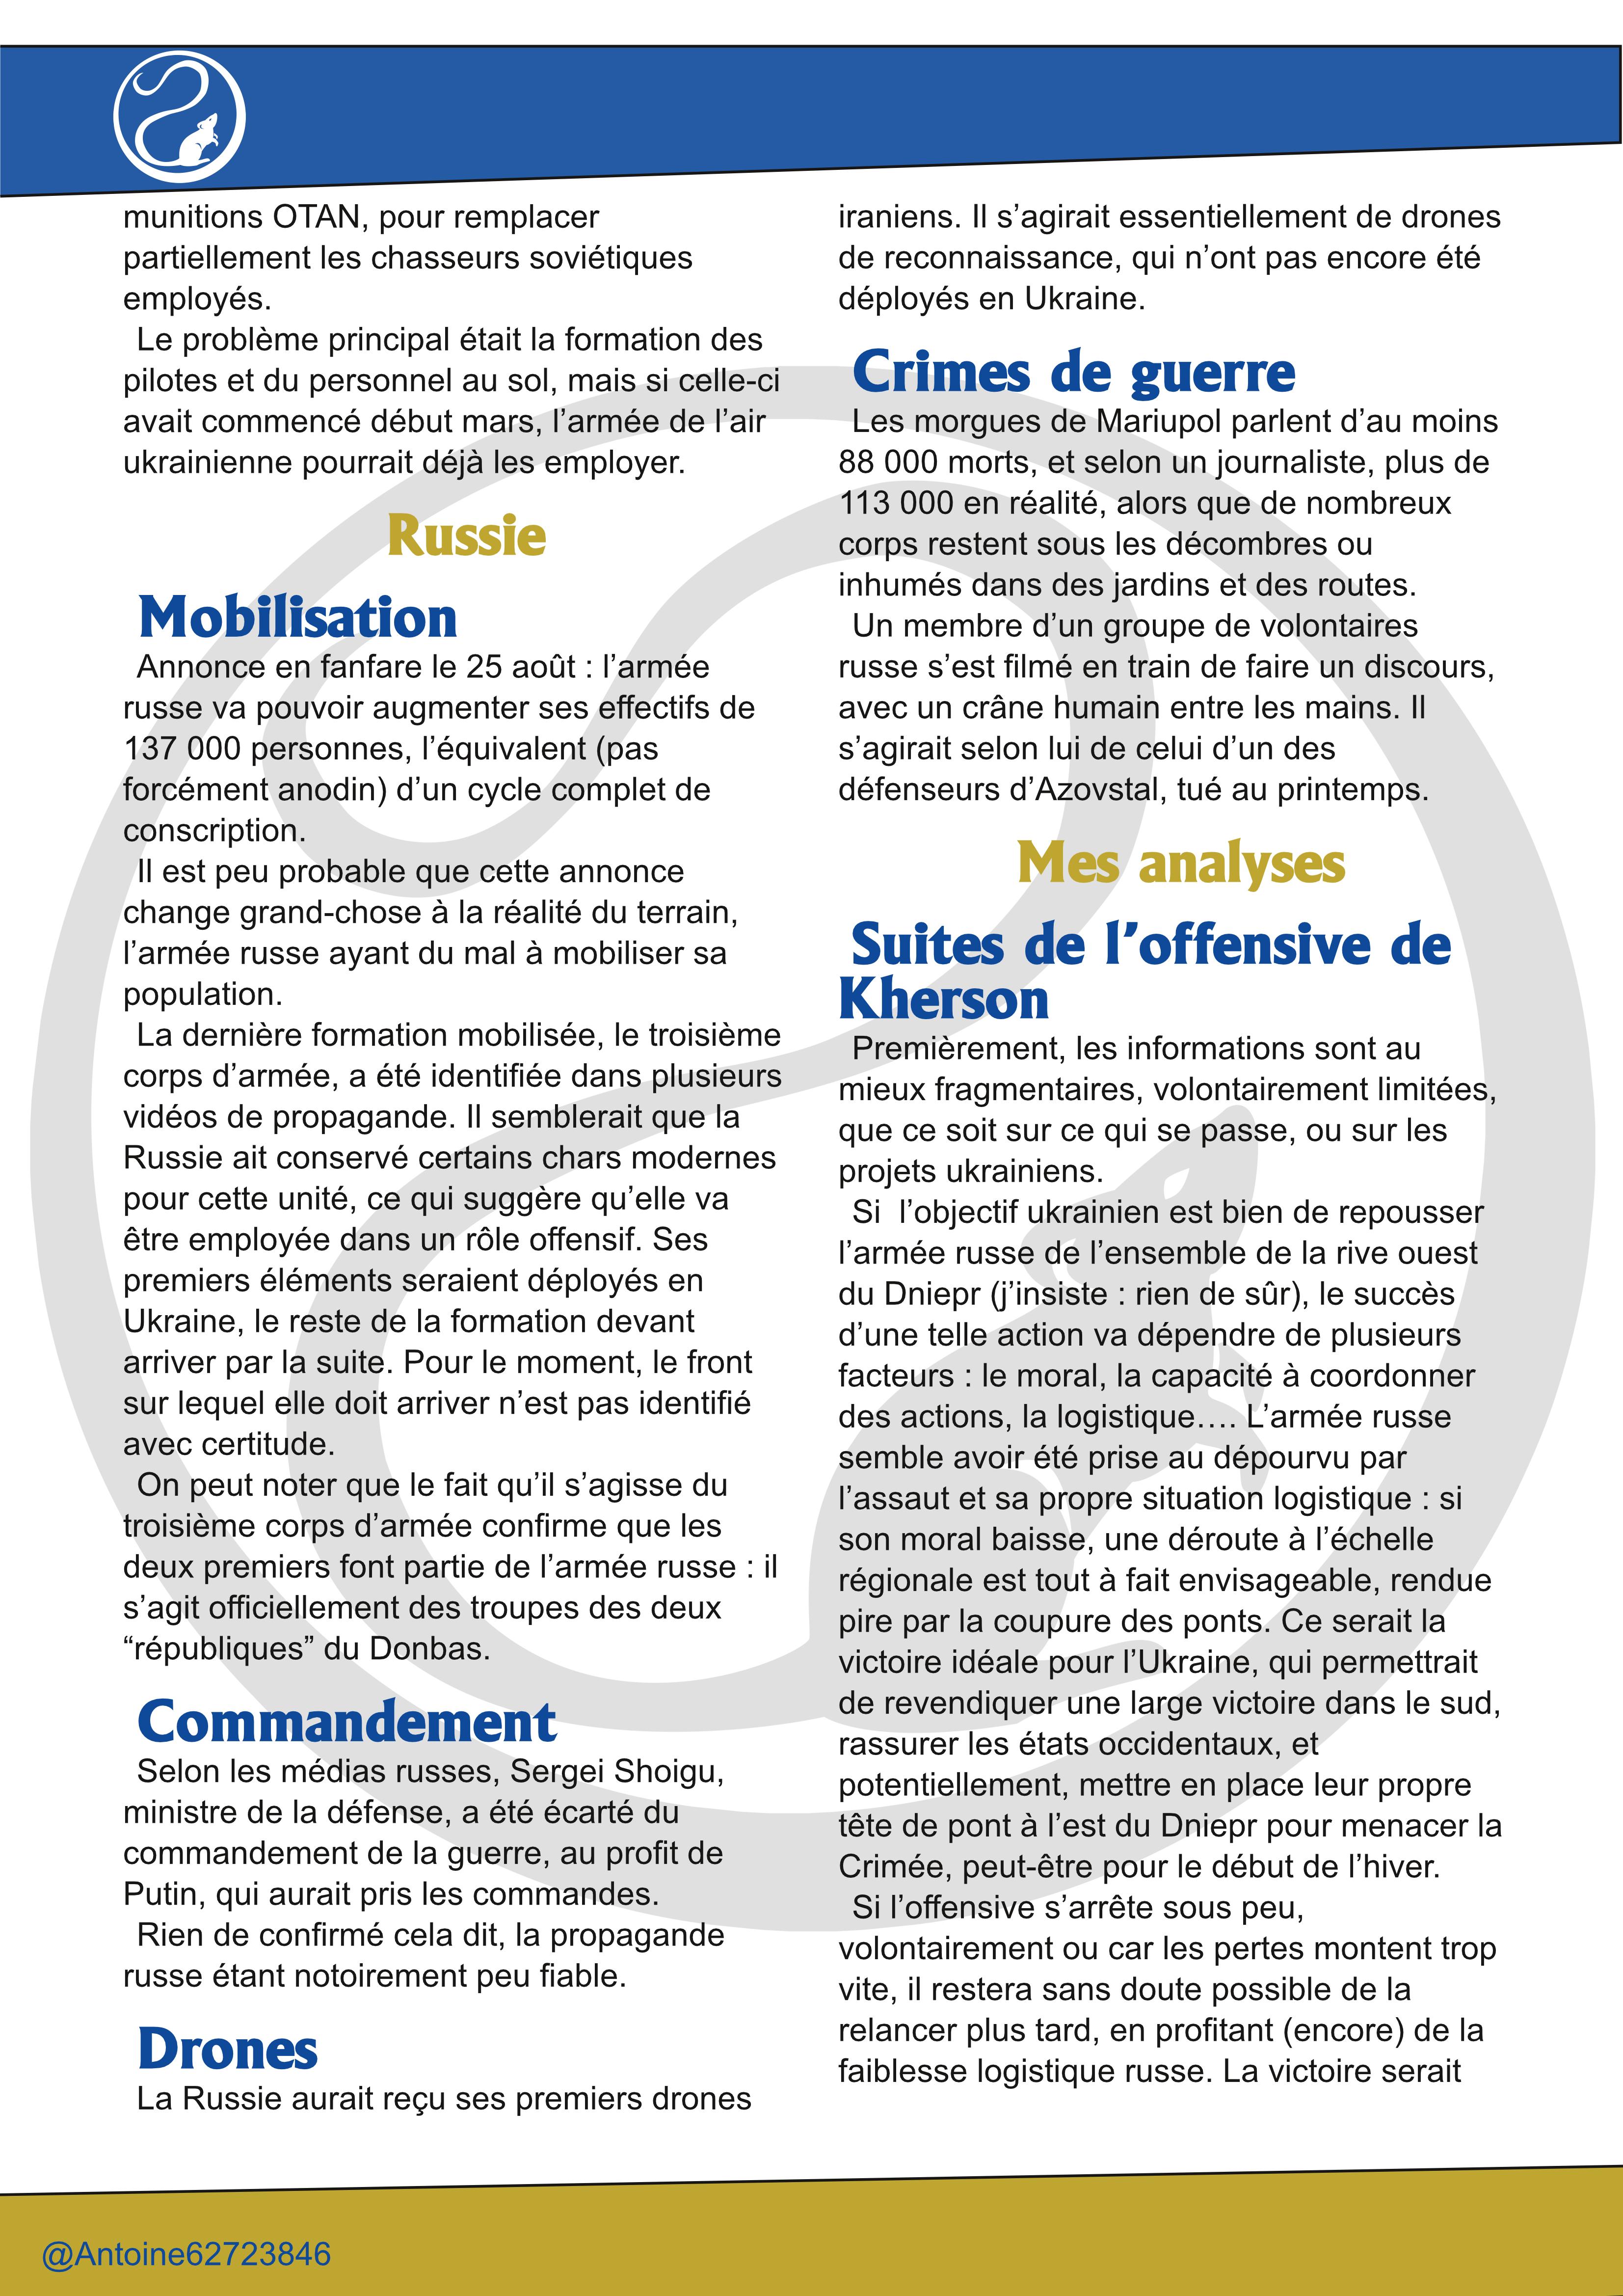 munitions OTAN, pour remplacer
partiellement les chasseurs soviétiques
employés.
Le problème principal était la formation des
pilotes et du personnel au sol, mais si celle-ci
avait commencé début mars, l’armée de l’air
ukrainienne pourrait déjà les employer.
Russie
Mobilisation
Annonce en fanfare le 25 août : l’armée
russe va pouvoir augmenter ses effectifs de
137 000 personnes, l’équivalent (pas
forcément anodin) d’un cycle complet de
conscription.
Il est peu probable que cette annonce
change grand-chose à la réalité du terrain,
l’armée russe ayant du mal à mobiliser sa
population.
La dernière formation mobilisée, le troisième
corps d’armée, a été identifiée dans plusieurs
vidéos de propagande. Il semblerait que la
Russie ait conservé certains chars modernes
pour cette unité, ce qui suggère qu’elle va
être employée dans un rôle offensif. Ses
premiers éléments seraient déployés en
Ukraine, le reste de la formation devant
arriver par la suite. Pour le moment, le front
sur lequel elle doit arriver n’est pas identifié
avec certitude.
On peut noter que le fait qu’il s’agisse du
troisième corps d’armée confirme que les
deux premiers font partie de l’armée russe : il
s’agit officiellement des troupes des deux
“républiques” du Donbas.
Commandement
Selon les médias russes, Sergei Shoigu,
ministre de la défense, a été écarté du
commandement de la guerre, au profit de
Putin, qui aurait pris les commandes.
Rien de confirmé cela dit, la propagande
russe étant notoirement peu fiable.
Drones
La Russie aurait reçu ses premiers drones
iraniens. Il s’agirait essentiellement de drones
de reconnaissance, qui n’ont pas encore été
déployés en Ukraine.
Crimes de guerre
Les morgues de Mariupol parlent d’au moins
88 000 morts, et selon un journaliste, plus de
113 000 en réalité, alors que de nombreux
corps restent sous les décombres ou
inhumés dans des jardins et des routes.
Un membre d’un groupe de volontaires
russe s’est filmé en train de faire un discours,
avec un crâne humain entre les mains. Il
s’agirait selon lui de celui d’un des
défenseurs d’Azovstal, tué au printemps.
Mes analyses
Suites de l’offensive de
Kherson
Premièrement, les informations sont au
mieux fragmentaires, volontairement limitées,
que ce soit sur ce qui se passe, ou sur les
projets ukrainiens.
Si  l’objectif ukrainien est bien de repousser
l’armée russe de l’ensemble de la rive ouest
du Dniepr (j’insiste : rien de sûr), le succès
d’une telle action va dépendre de plusieurs
facteurs : le moral, la capacité à coordonner
des actions, la logistique…. L’armée russe
semble avoir été prise au dépourvu par
l’assaut et sa propre situation logistique : si
son moral baisse, une déroute à l’échelle
régionale est tout à fait envisageable, rendue
pire par la coupure des ponts. Ce serait la
victoire idéale pour l’Ukraine, qui permettrait
de revendiquer une large victoire dans le sud,
rassurer les états occidentaux, et
potentiellement, mettre en place leur propre
tête de pont à l’est du Dniepr pour menacer la
Crimée, peut-être pour le début de l’hiver.
Si l’offensive s’arrête sous peu,
volontairement ou car les pertes montent trop
vite, il restera sans doute possible de la
relancer plus tard, en profitant (encore) de la
faiblesse logistique russe. La victoire serait
@Antoine62723846